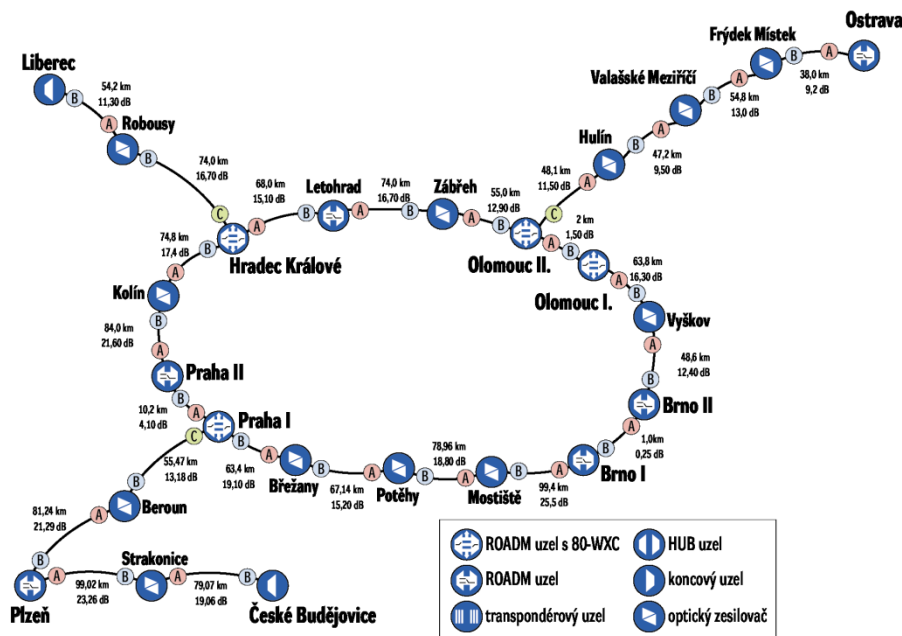 Ostrava
Frýdek Místek
B
A
38,0 km
9,2 dB
Valašské Meziříčí
B
A
54,8 km
13,0 dB
Hulín
B
A
47,2 km
9,50 dB
48,1 km
11,50 dB
A
C
Liberec
B
54,2 km
11,30 dB
A
Robousy
B
74,0 km
16,70 dB
C
68,0 km
15,10 dB
A
B
Letohrad
A
74,0 km
16,70 dB
B
Zábřeh
A
55,0 km
12,90 dB
B
Olomouc II.
2 km
1,50 dB
A
B
Olomouc I.
63,8 km
16,30 dB
A
B
Vyškov
A
48,6 km
12,40 dB
B
Brno II
A
1,0km
0,25 dB
B
Brno I
Hradec Králové
74,8 km
17,4 dB
B
A
Kolín
B
84,0 km
21,60 dB
A
Praha II
B
10,2 km
4,10 dB
A
Praha I
C
B
63,4 km
19,10 dB
A
Břežany
B
67,14 km
15,20 dB
A
Potěhy
B
78,96 km
18,80 dB
A
Mostiště
B
99,4 km
25,5 dB
A
55,47 km
13,18 dB
B
Beroun
81,24 km
21,29 dB
A
B
Plzeň
A
99,02 km
23,26 dB
B
Strakonice
A
79,07 km
19,06 dB
B
České Budějovice
ROADM uzel s 80-WXC
ROADM uzel
transpondérový uzel
HUB uzel
koncový uzel
optický zesilovač